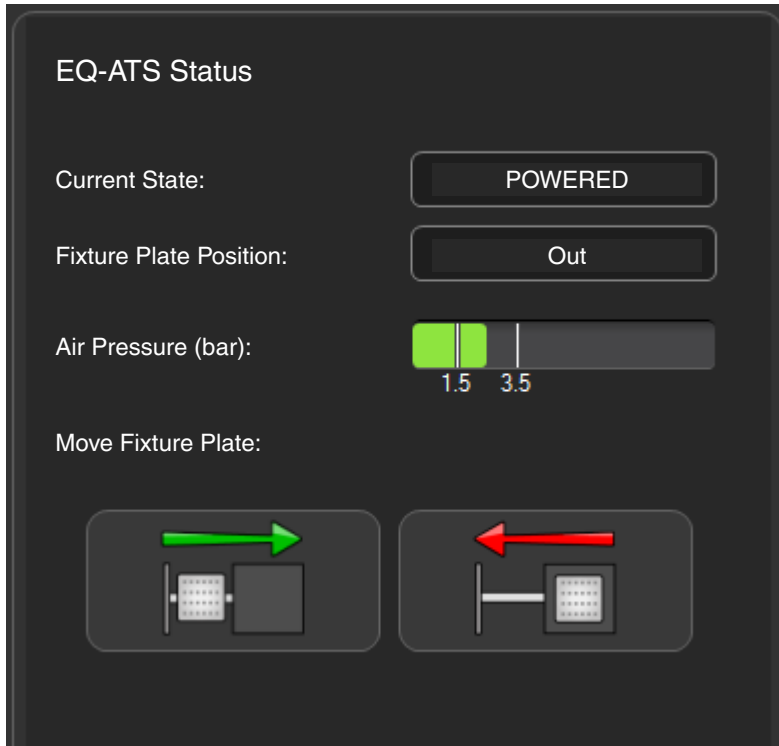 EQ-ATS Status
Current State: POWERED
Fixture Plate Position: Out
Air Pressure (bar):
1.5 3.5
Move Fixture Plate: